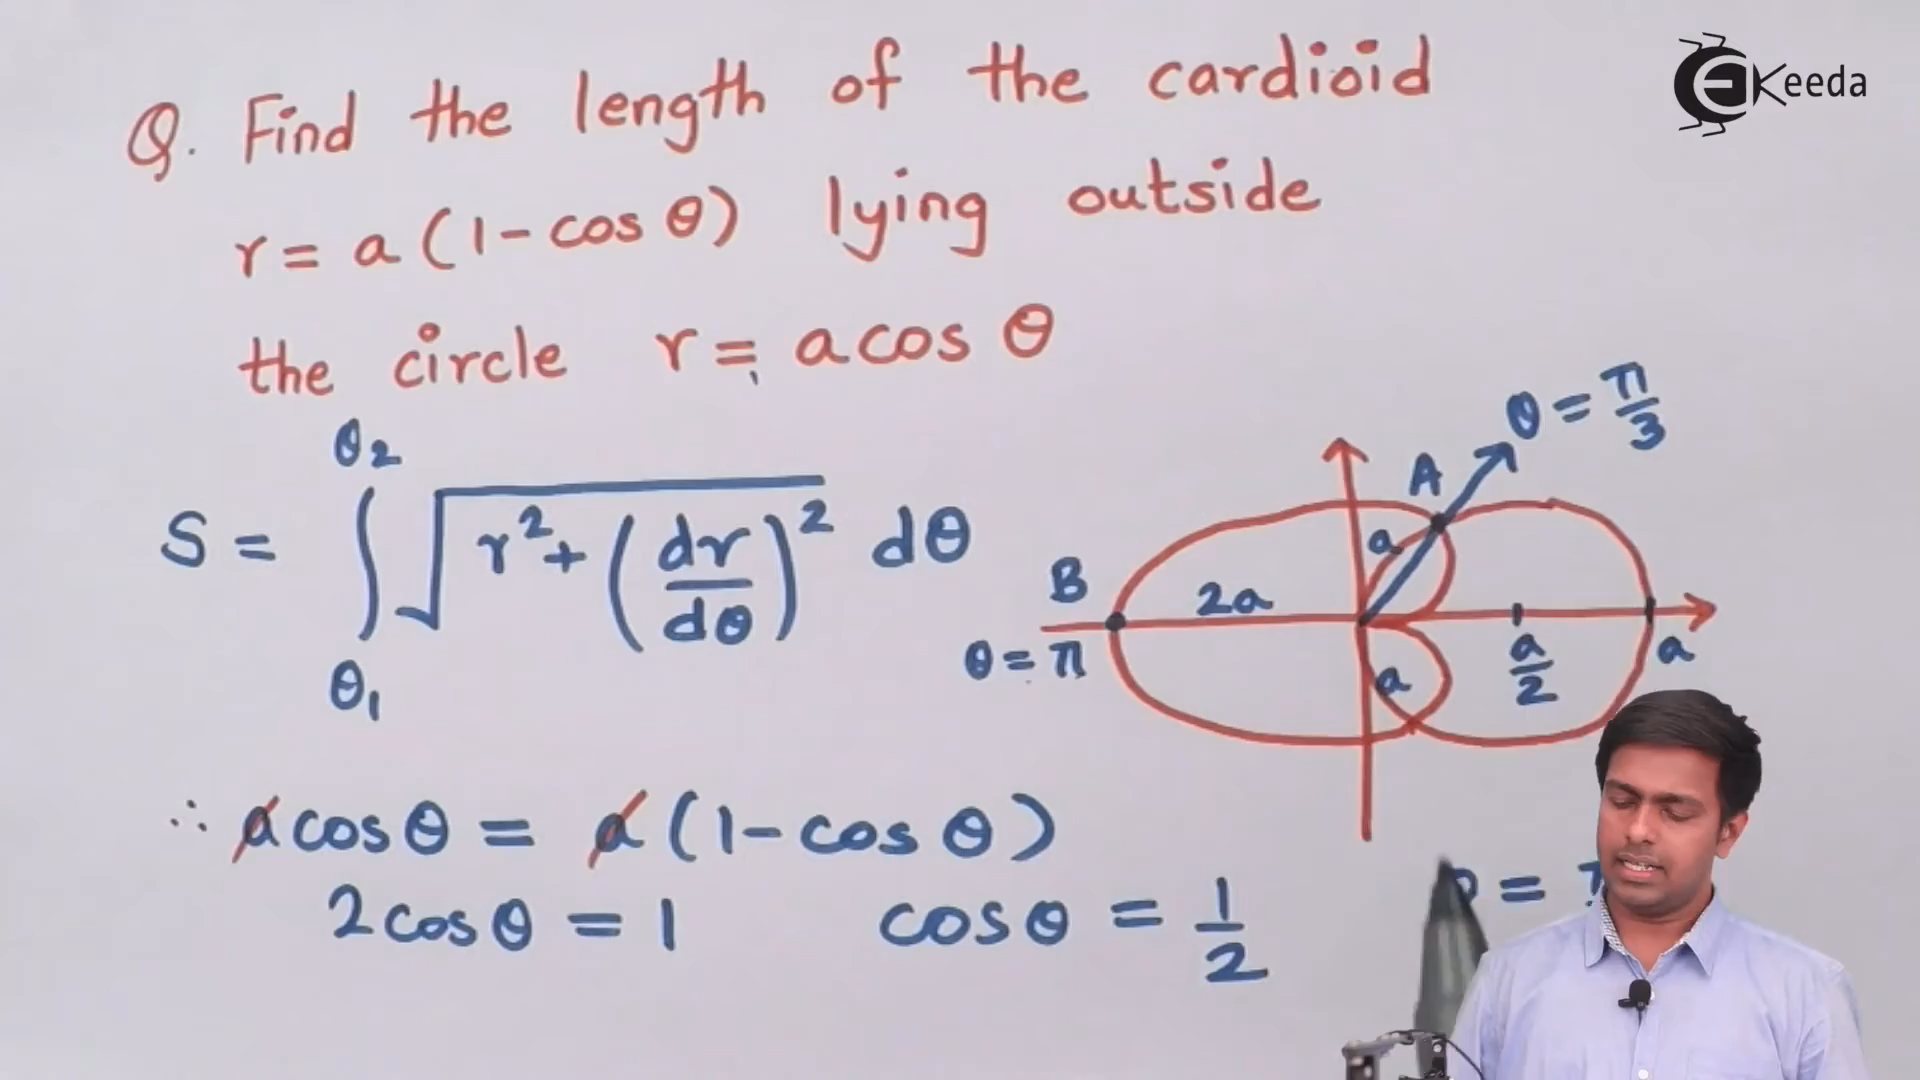 Q. Find the length of the cardioid
r = a (1 - cos θ) lying outside
the circle r = a cos θ
S = ∫ θ1 θ2 √( r² + (dr/dθ)² ) dθ
θ = π/3
A
a
B
2a
θ = π
a
a/2
a
∴ a cos θ = a (1 - cos θ)
2 cos θ = 1 cos θ = 1/2
=
EKeeda